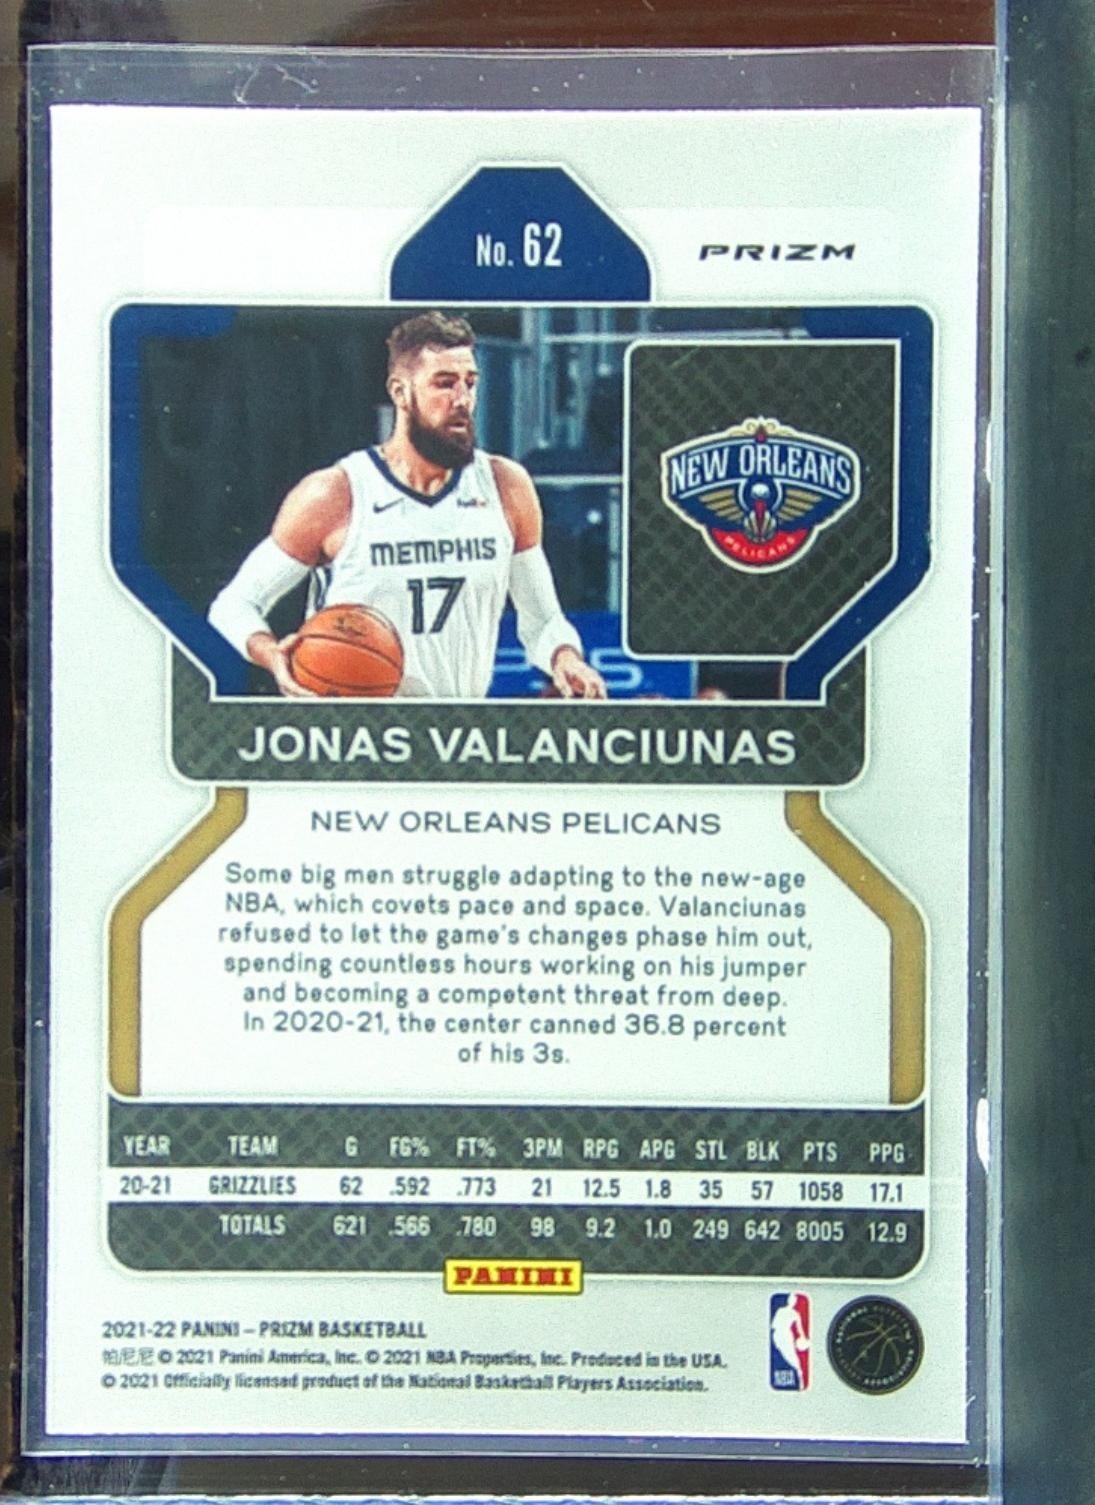 No. 62
PRIZM
NEW ORLEANS
PELICANS
MEMPHIS
17
JONAS VALANCIUNAS
NEW ORLEANS PELICANS
Some big men struggle adapting to the new-age
NBA, which covets pace and space. Valanciunas
refused to let the game's changes phase him out,
spending countless hours working on his jumper
and becoming a competent threat from deep.
In 2020-21, the center canned 36.8 percent
of his 3s.
YEAR TEAM G FG% FT% 3PM RPG APG STL BLK PTS PPG
20-21 GRIZZLIES 62 .592 .773 21 12.5 1.8 35 57 1058 17.1
TOTALS 621 .566 .780 98 9.2 1.0 249 642 8005 12.9
PANINI
2021-22 PANINI – PRIZM BASKETBALL
帕尼尼 © 2021 Panini America, Inc. © 2021 NBA Properties, Inc. Produced in the USA.
© 2021 Officially licensed product of the National Basketball Players Association.
NBA